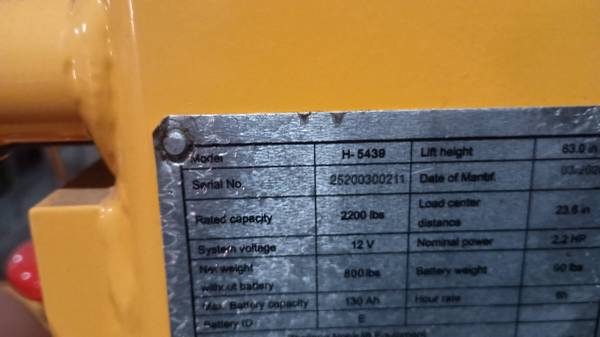 Model H-5439 Lift height 63.0 in
Serial No. 25200300211 Date of Manbf.
Rated capacity 2200 lbs Load center distance 23.6 in
System voltage 12 V Nominal power 2.2 HP
Net weight without battery 800 lbs Battery weight 90 lbs
Max. Battery capacity 130 Ah Hour rate 6h
Battery ID E